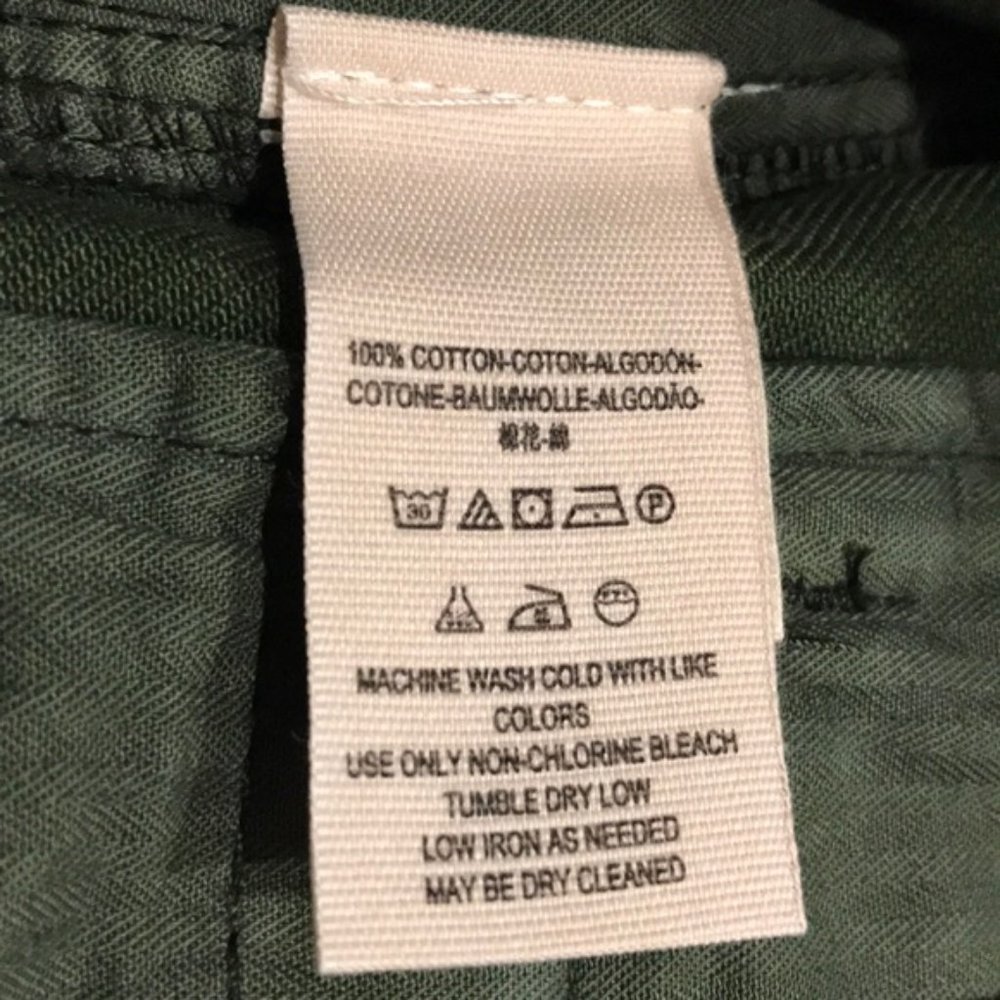 100% COTTON-COTON-ALGODÓN-
COTONE-BAUMWOLLE-ALGODÃO-
棉花-綿
30
P
MACHINE WASH COLD WITH LIKE
COLORS
USE ONLY NON-CHLORINE BLEACH
TUMBLE DRY LOW
LOW IRON AS NEEDED
MAY BE DRY CLEANED